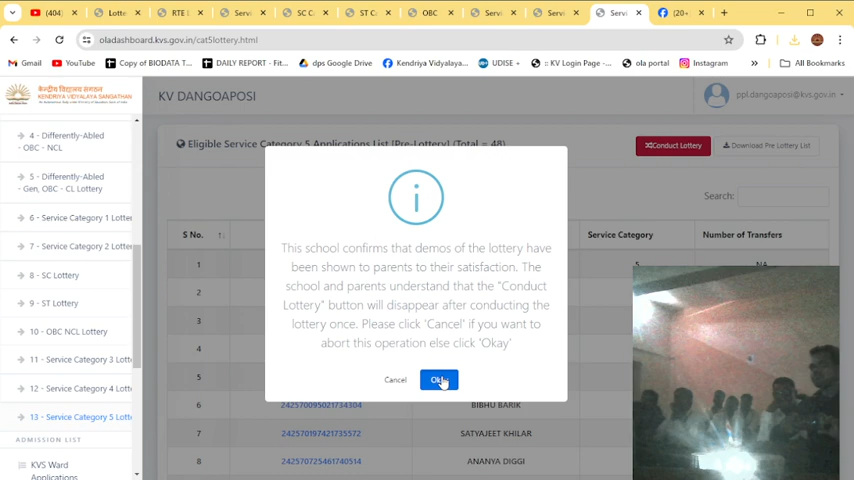 (404)
Lotte
RTE E
Servi
SC C
ST C
OBC
Servi
Servi
Servi
(20+
oladashboard.kvs.gov.in/cat5lottery.html
Gmail
YouTube
Copy of BIODATA T...
DAILY REPORT - Fit...
dps Google Drive
Kendriya Vidyalaya...
UDISE +
:: KV Login Page -...
ola portal
Instagram
»
All Bookmarks
केन्द्रीय विद्यालय संगठन
KENDRIYA VIDYALAYA SANGATHAN
KV DANGOAPOSI
ppl.dangoaposi@kvs.gov.in
4 - Differently-Abled
- OBC - NCL
5 - Differently-Abled
- Gen, OBC - CL Lottery
6 - Service Category 1 Lotter
7 - Service Category 2 Lotte
8 - SC Lottery
9 - ST Lottery
10 - OBC NCL Lottery
11 - Service Category 3 Lott
12 - Service Category 4 Lott
13 - Service Category 5 Lott
ADMISSION LIST
KVS Ward
Applications
Eligible Service Category 5 Applications List [Pre-Lottery] (Total = 48)
Conduct Lottery
Download Pre Lottery List
Search:
S No.
Service Category
Number of Transfers
1
5
NA
2
3
4
5
6
242570095021734304
BIBHU BARIK
7
242570197421735572
SATYAJEET KHILAR
8
242570725461740514
ANANYA DIGGI
This school confirms that demos of the lottery have
been shown to parents to their satisfaction. The
school and parents understand that the "Conduct
Lottery" button will disappear after conducting the
lottery once. Please click 'Cancel' if you want to
abort this operation else click 'Okay'
Cancel